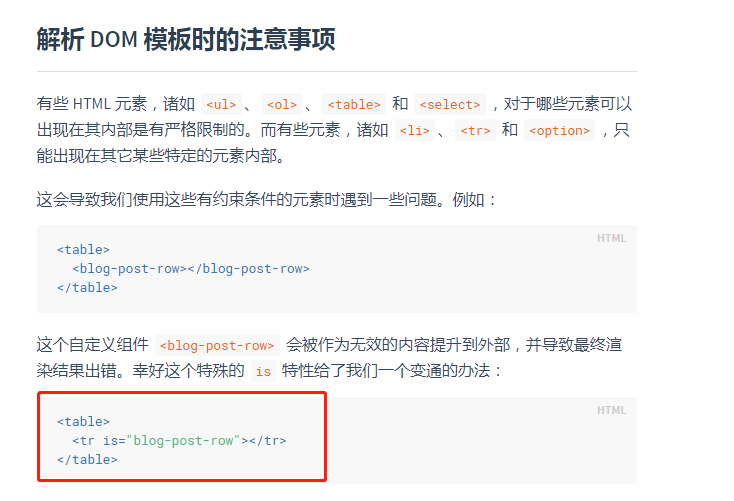 解析 DOM 模板时的注意事项
有些 HTML 元素，诸如 <ul>、 <ol> 、 <table> 和 <select> ，对于哪些元素可以
出现在其内部是有严格限制的。而有些元素，诸如 <li> 、 <tr> 和 <option> ，只
能出现在其它某些特定的元素内部。
这会导致我们使用这些有约束条件的元素时遇到一些问题。例如：
HTML
<table>
  <blog-post-row></blog-post-row>
</table>
这个自定义组件 <blog-post-row> 会被作为无效的内容提升到外部，并导致最终渲
染结果出错。幸好这个特殊的 is 特性给了我们一个变通的办法：
HTML
<table>
  <tr is="blog-post-row"></tr>
</table>